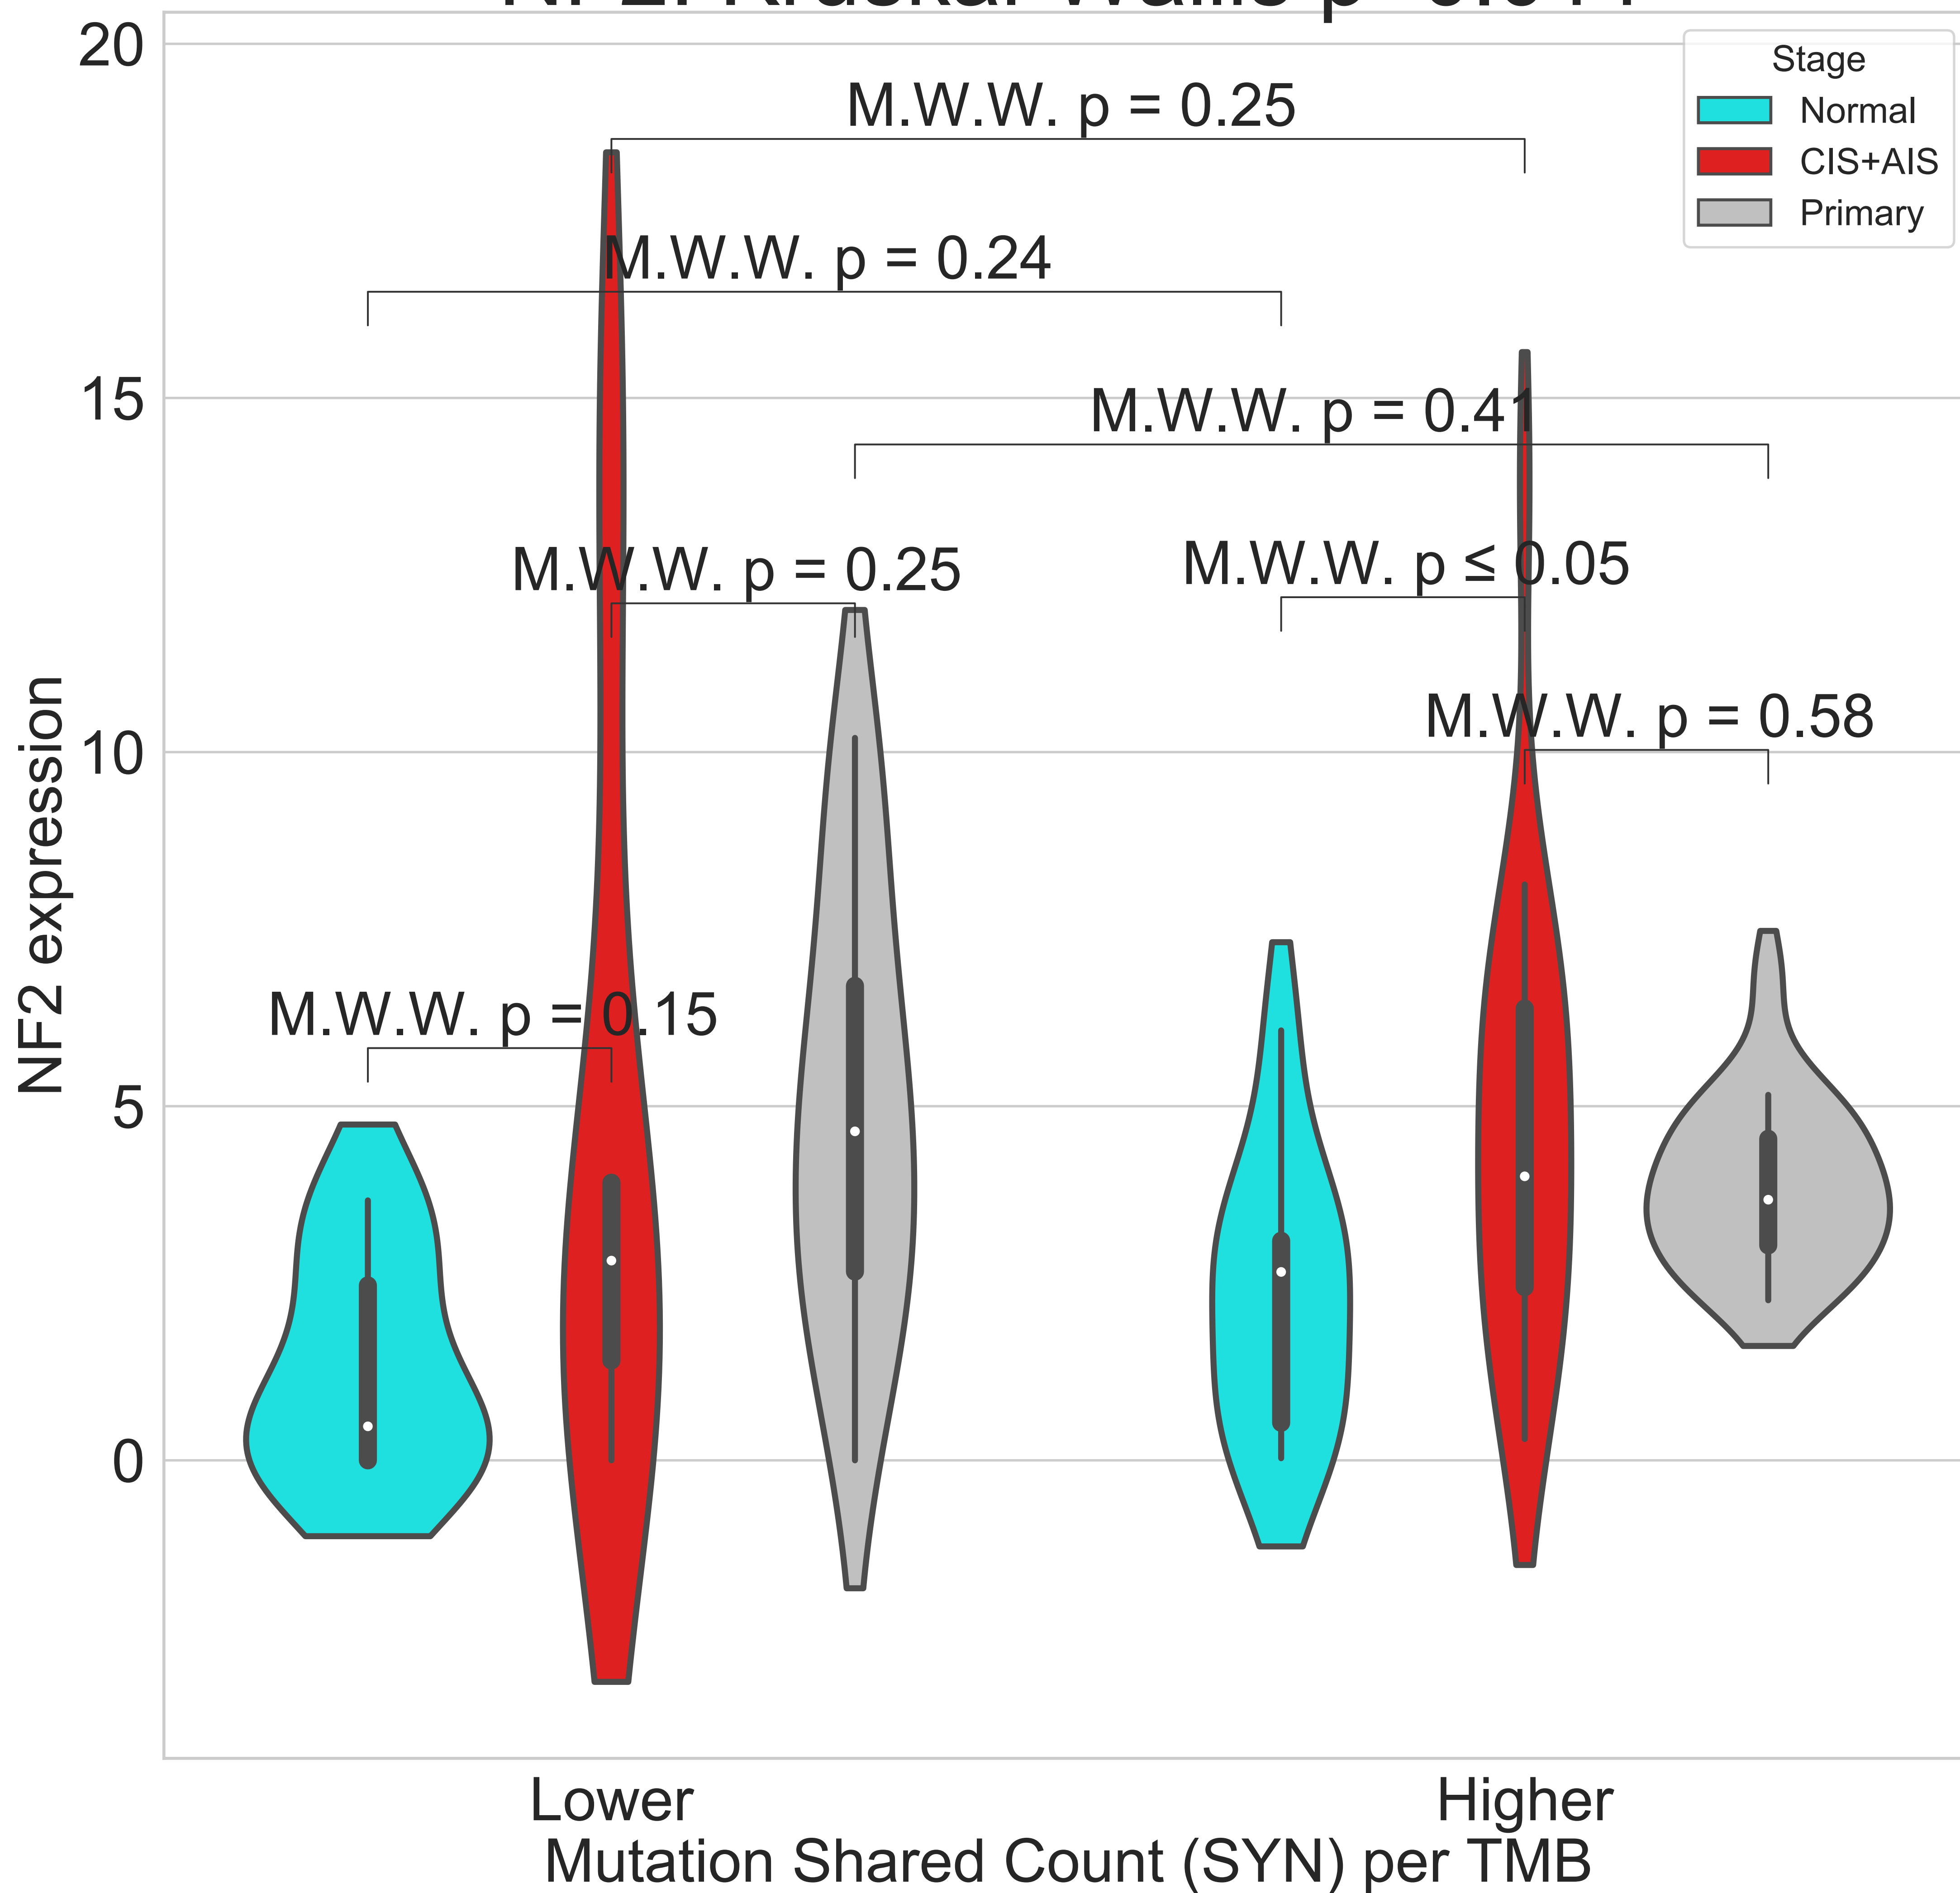 20
Stage
Normal
CIS+AIS
Primary
M.W.W. p = 0.25
M.W.W. p = 0.24
15
M.W.W. p = 0.41
M.W.W. p = 0.25
M.W.W. p ≤ 0.05
M.W.W. p = 0.58
10
NF2 expression
M.W.W. p = 0.15
5
0
Lower
Higher
Mutation Shared Count (SYN) per TMB